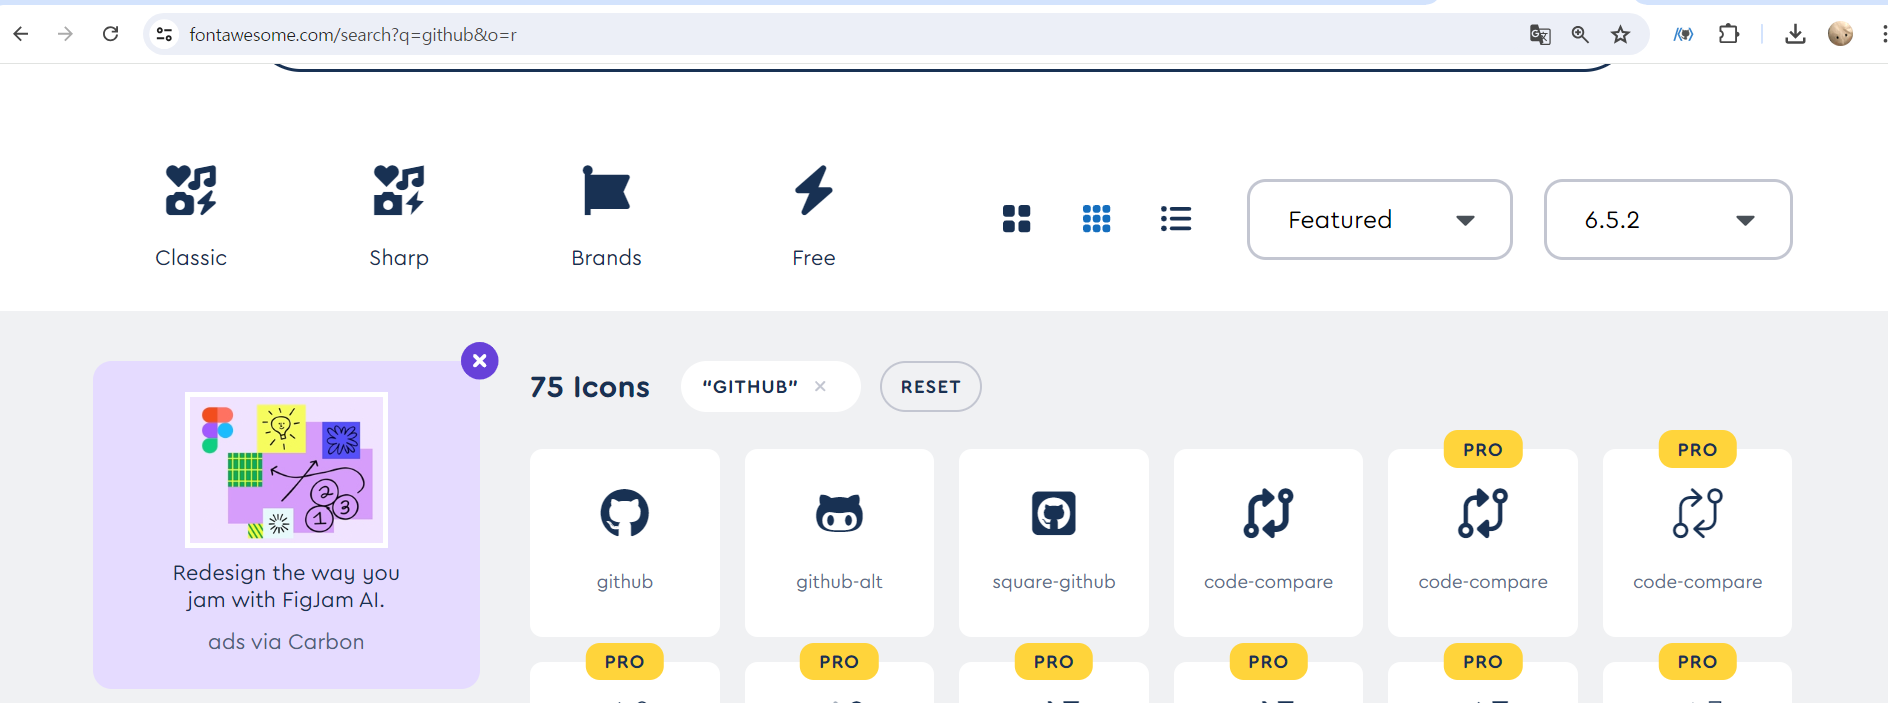 fontawesome.com/search?q=github&o=r
Classic
Sharp
Brands
Free
Featured
6.5.2
Redesign the way you
jam with FigJam AI.
ads via Carbon
75 Icons
“GITHUB” ×
RESET
PRO
PRO
github
github-alt
square-github
code-compare
code-compare
code-compare
PRO
PRO
PRO
PRO
PRO
PRO